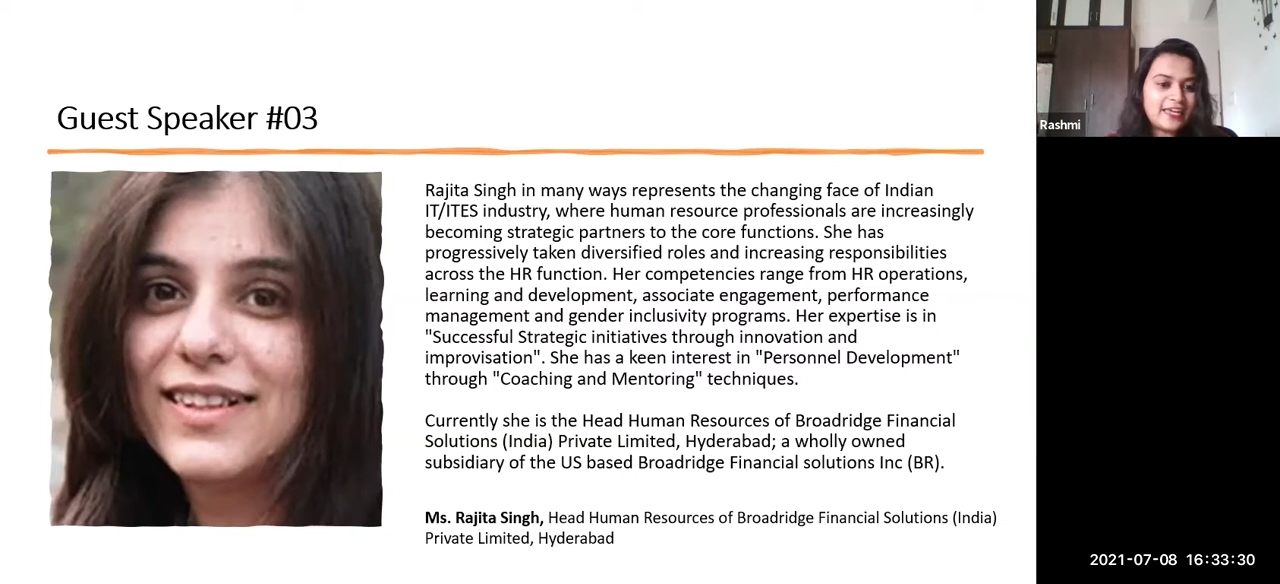 Guest Speaker #03
Rajita Singh in many ways represents the changing face of Indian
IT/ITES industry, where human resource professionals are increasingly
becoming strategic partners to the core functions. She has
progressively taken diversified roles and increasing responsibilities
across the HR function. Her competencies range from HR operations,
learning and development, associate engagement, performance
management and gender inclusivity programs. Her expertise is in
"Successful Strategic initiatives through innovation and
improvisation". She has a keen interest in "Personnel Development"
through "Coaching and Mentoring" techniques.
Currently she is the Head Human Resources of Broadridge Financial
Solutions (India) Private Limited, Hyderabad; a wholly owned
subsidiary of the US based Broadridge Financial solutions Inc (BR).
Ms. Rajita Singh, Head Human Resources of Broadridge Financial Solutions (India)
Private Limited, Hyderabad
Rashmi
2021-07-08 16:33:30